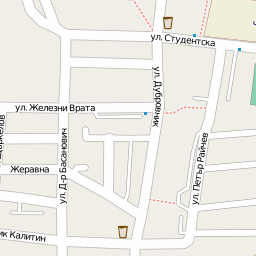 ул. Студентска
ул. Дубровник
ул. Железни Врата
ул. Д-р Басанович
ул. Петър Райчев
Жеравна
ик Калитин